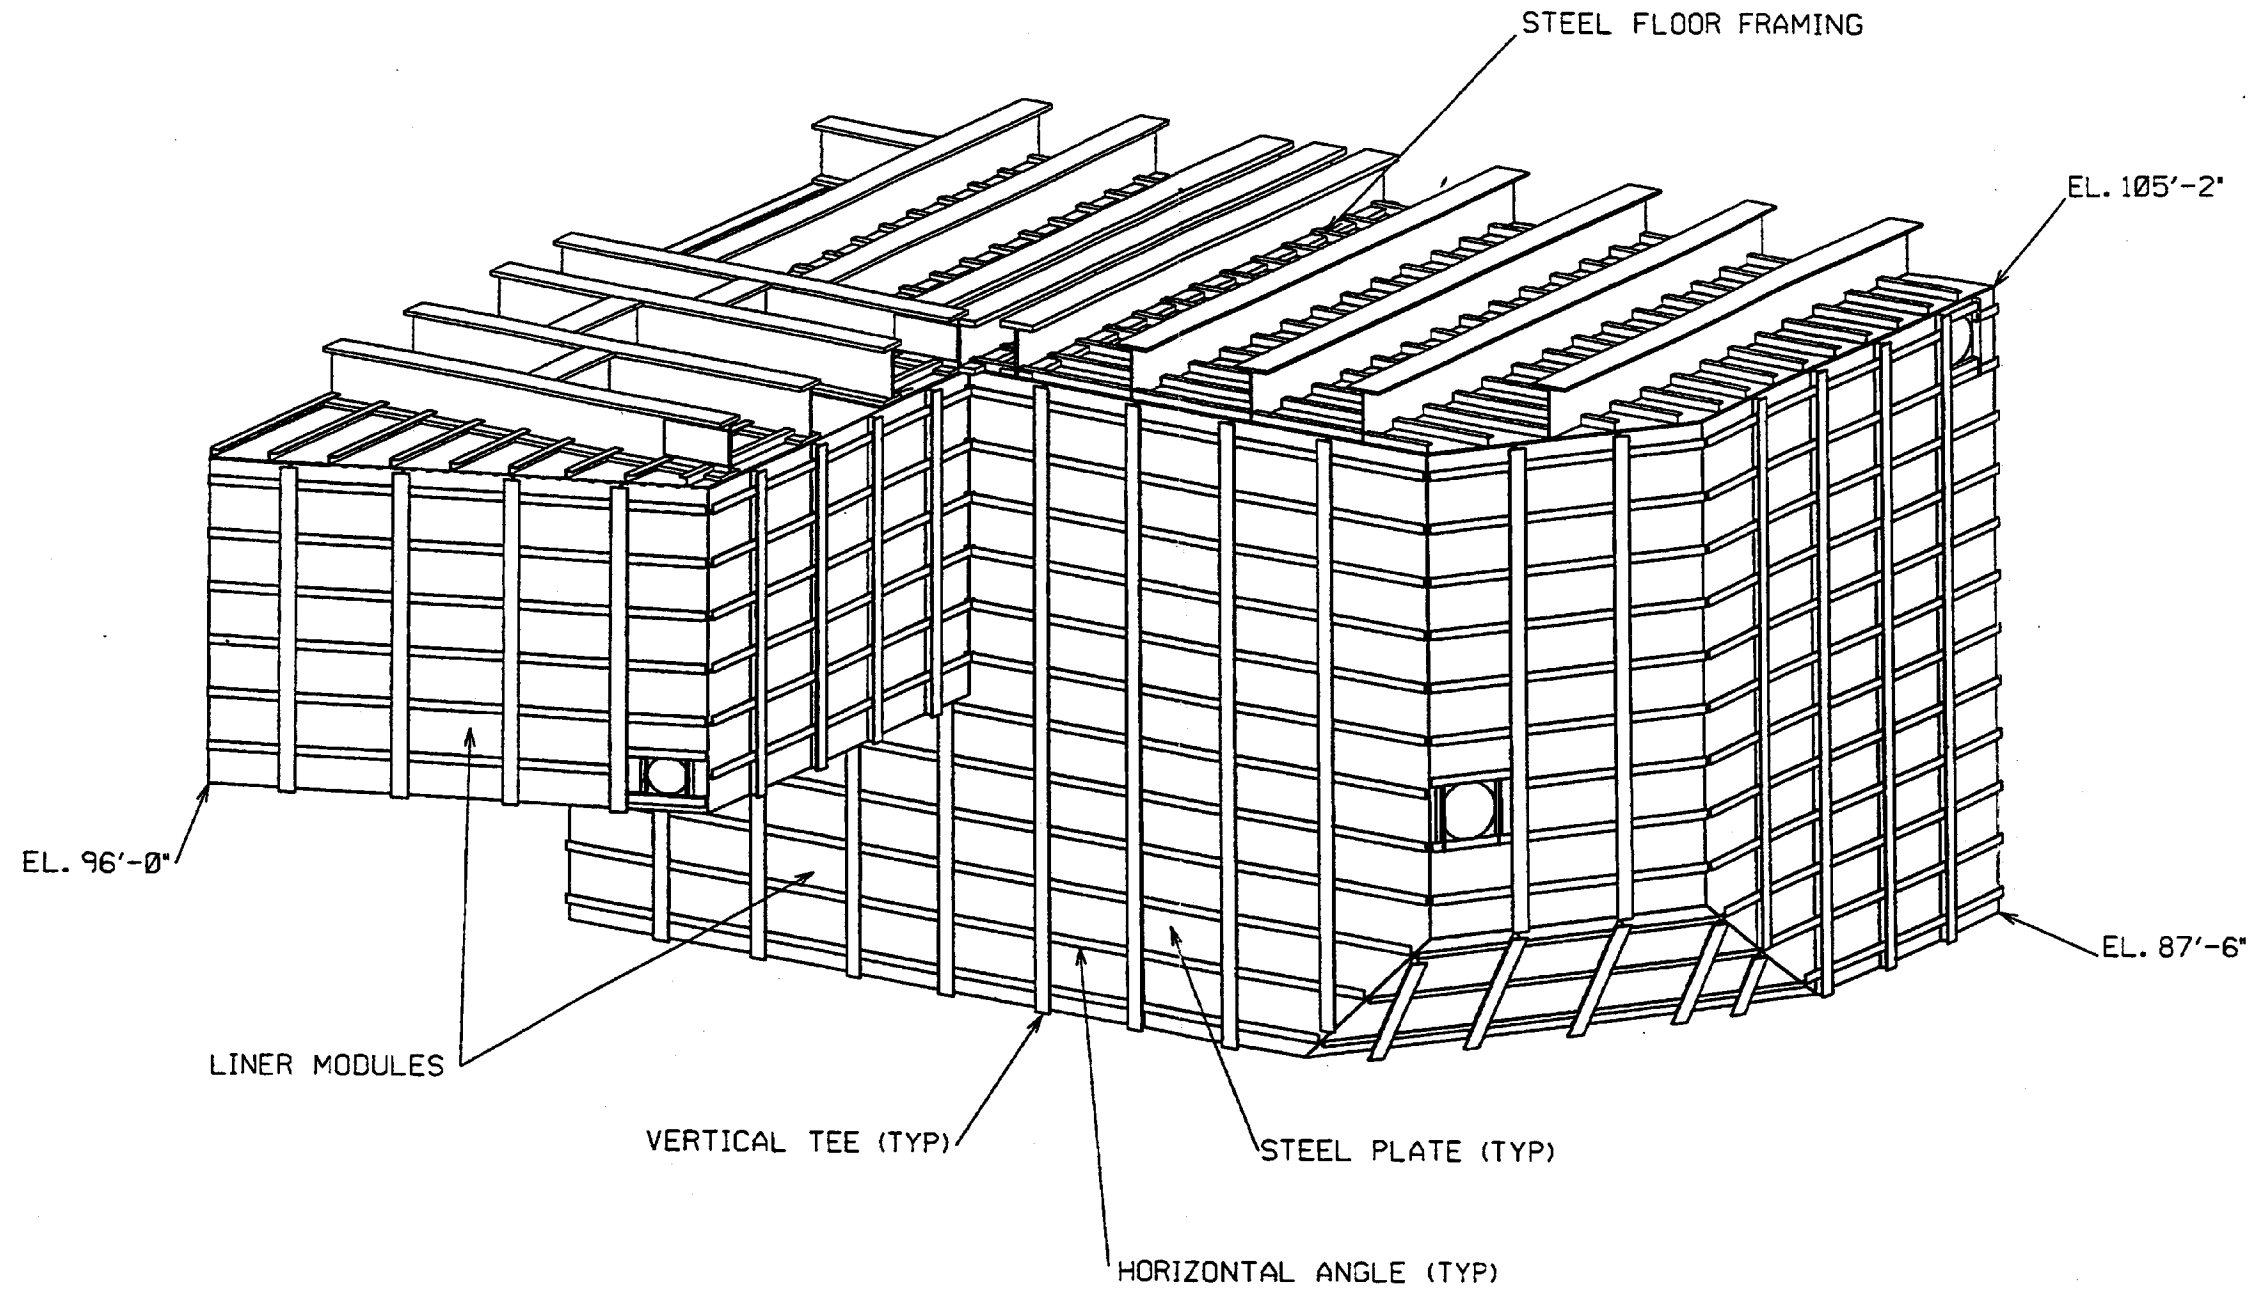 STEEL FLOOR FRAMING
EL. 105'-2"
EL. 96'-0"
EL. 87'-6"
LINER MODULES
VERTICAL TEE (TYP)
STEEL PLATE (TYP)
HORIZONTAL ANGLE (TYP)